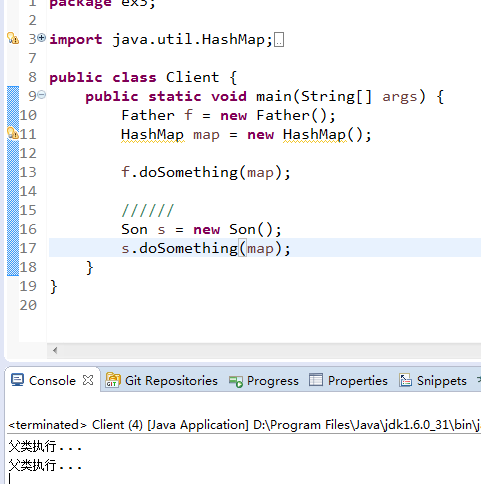 1 package ex3;
3 import java.util.HashMap;
7
8 public class Client {
9 public static void main(String[] args) {
10 Father f = new Father();
11 HashMap map = new HashMap();
12
13 f.doSomething(map);
14
15 //////
16 Son s = new Son();
17 s.doSomething(map);
18 }
19 }
20
Console Git Repositories Progress Properties Snippets
<terminated> Client (4) [Java Application] D:\Program Files\Java\jdk1.6.0_31\bin\j
父类执行...
父类执行...